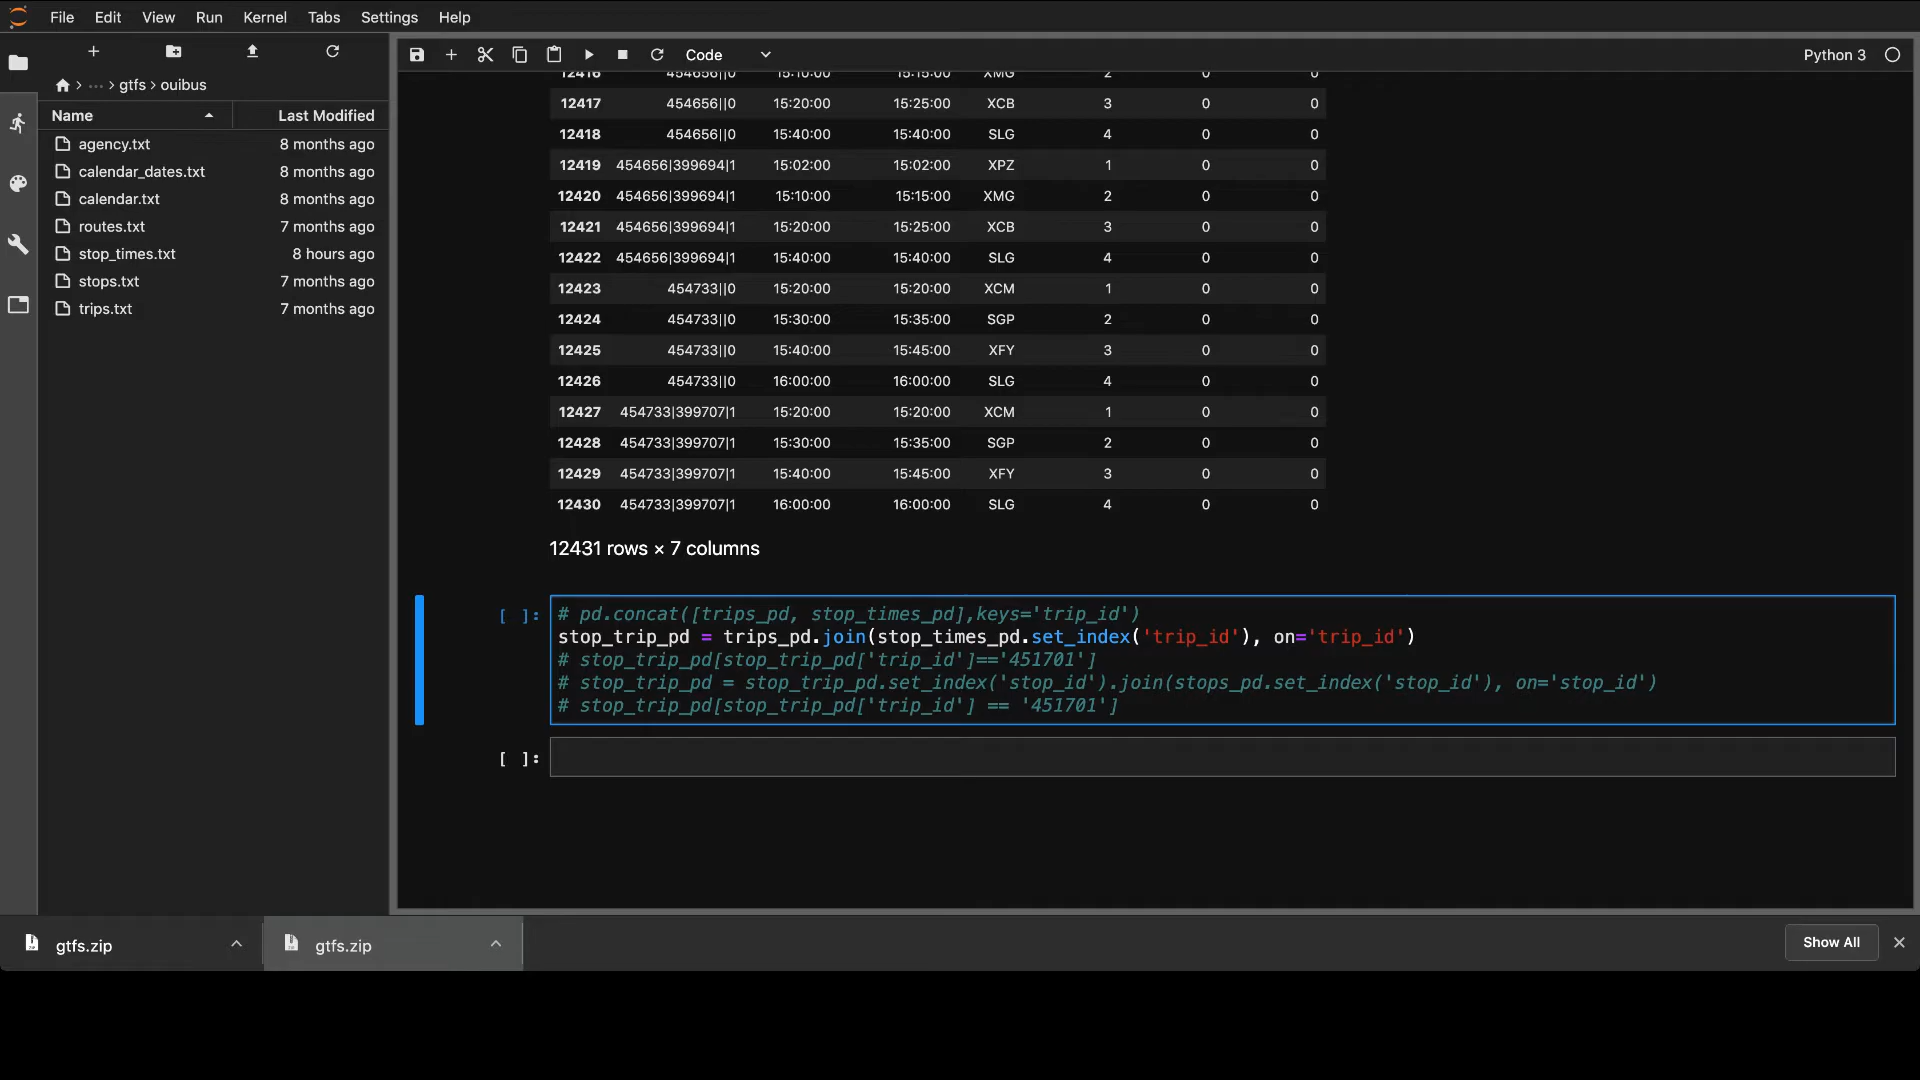 File Edit View Run Kernel Tabs Settings Help
Code
Python 3
… > gtfs > ouibus
Name Last Modified
agency.txt 8 months ago
calendar_dates.txt 8 months ago
calendar.txt 8 months ago
routes.txt 7 months ago
stop_times.txt 8 hours ago
stops.txt 7 months ago
trips.txt 7 months ago
12416 454656||0 15:10:00 15:15:00 XMG 2 0 0
12417 454656||0 15:20:00 15:25:00 XCB 3 0 0
12418 454656||0 15:40:00 15:40:00 SLG 4 0 0
12419 454656|399694|1 15:02:00 15:02:00 XPZ 1 0 0
12420 454656|399694|1 15:10:00 15:15:00 XMG 2 0 0
12421 454656|399694|1 15:20:00 15:25:00 XCB 3 0 0
12422 454656|399694|1 15:40:00 15:40:00 SLG 4 0 0
12423 454733||0 15:20:00 15:20:00 XCM 1 0 0
12424 454733||0 15:30:00 15:35:00 SGP 2 0 0
12425 454733||0 15:40:00 15:45:00 XFY 3 0 0
12426 454733||0 16:00:00 16:00:00 SLG 4 0 0
12427 454733|399707|1 15:20:00 15:20:00 XCM 1 0 0
12428 454733|399707|1 15:30:00 15:35:00 SGP 2 0 0
12429 454733|399707|1 15:40:00 15:45:00 XFY 3 0 0
12430 454733|399707|1 16:00:00 16:00:00 SLG 4 0 0
12431 rows × 7 columns
[ ]: # pd.concat([trips_pd, stop_times_pd],keys='trip_id')
stop_trip_pd = trips_pd.join(stop_times_pd.set_index('trip_id'), on='trip_id')
# stop_trip_pd[stop_trip_pd['trip_id']=='451701']
# stop_trip_pd = stop_trip_pd.set_index('stop_id').join(stops_pd.set_index('stop_id'), on='stop_id')
# stop_trip_pd[stop_trip_pd['trip_id'] == '451701']
[ ]:
gtfs.zip gtfs.zip Show All